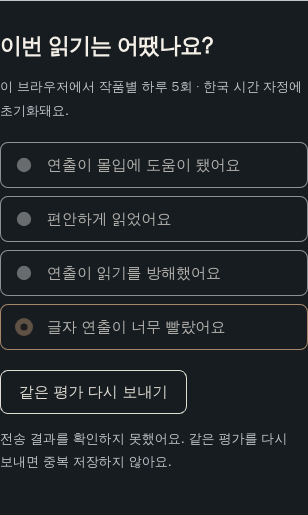 이번 읽기는 어땠나요?
이 브라우저에서 작품별 하루 5회 · 한국 시간 자정에
초기화돼요.
연출이 몰입에 도움이 됐어요
편안하게 읽었어요
연출이 읽기를 방해했어요
글자 연출이 너무 빨랐어요
같은 평가 다시 보내기
전송 결과를 확인하지 못했어요. 같은 평가를 다시
보내면 중복 저장하지 않아요.